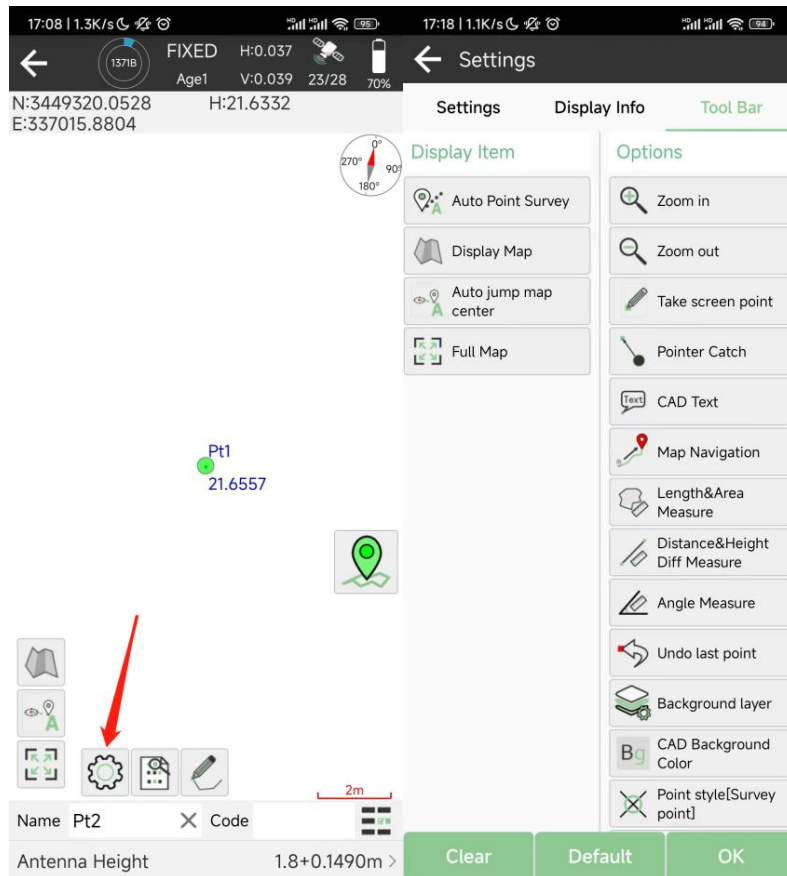 17:08 | 1.3K/s
95
1371B
FIXED
H:0.037
Age1
V:0.039
23/28
70%
N:3449320.0528
H:21.6332
E:337015.8804
0°
270°
90°
180°
Pt1
21.6557
A
2m
Name
Pt2
Code
Antenna Height
1.8+0.1490m >
17:18 | 1.1K/s
94
Settings
Settings
Display Info
Tool Bar
Display Item
Options
A
Auto Point Survey
Display Map
A
Auto jump map
center
Full Map
Zoom in
Zoom out
Take screen point
Pointer Catch
Text
CAD Text
Map Navigation
Length&Area
Measure
Distance&Height
Diff Measure
Angle Measure
Undo last point
Background layer
Bg
CAD Background
Color
Point style[Survey
point]
Clear
Default
OK